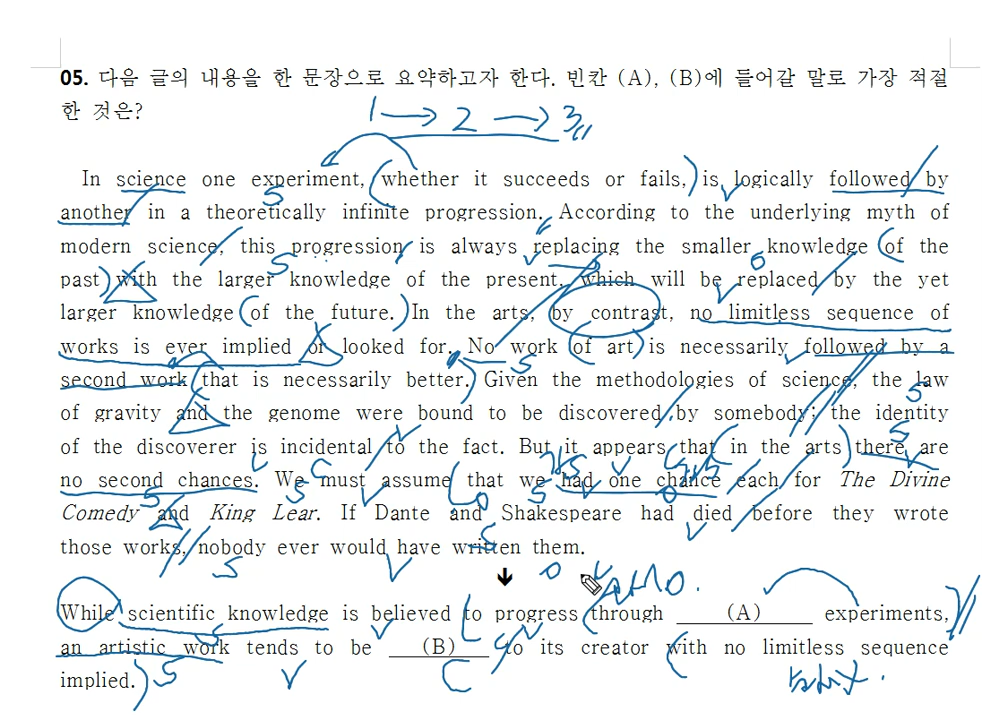 05. 다음 글의 내용을 한 문장으로 요약하고자 한다. 빈칸 (A), (B)에 들어갈 말로 가장 적절
한 것은?
1 → 2 → 3
In science one experiment, (whether it succeeds or fails,) is logically followed by
another in a theoretically infinite progression. According to the underlying myth of
modern science, this progression is always replacing the smaller knowledge (of the
past) with the larger knowledge of the present, which will be replaced by the yet
larger knowledge (of the future.) In the arts, (by contrast, no limitless sequence of
works is ever implied or looked for. No work (of art) is necessarily followed by a
second work (that is necessarily better.) Given the methodologies of science, the law
of gravity and the genome were bound to be discovered by somebody; the identity
of the discoverer is incidental to the fact. But it appears (that (in the arts) there are
no second chances. We must assume that we had one chance each for The Divine
Comedy and King Lear. If Dante and Shakespeare had died before they wrote
those works, nobody ever would have written them.
While scientific knowledge is believed to progress (through (A) experiments,
an artistic work tends to be (B) to its creator (with no limitless sequence
implied.)